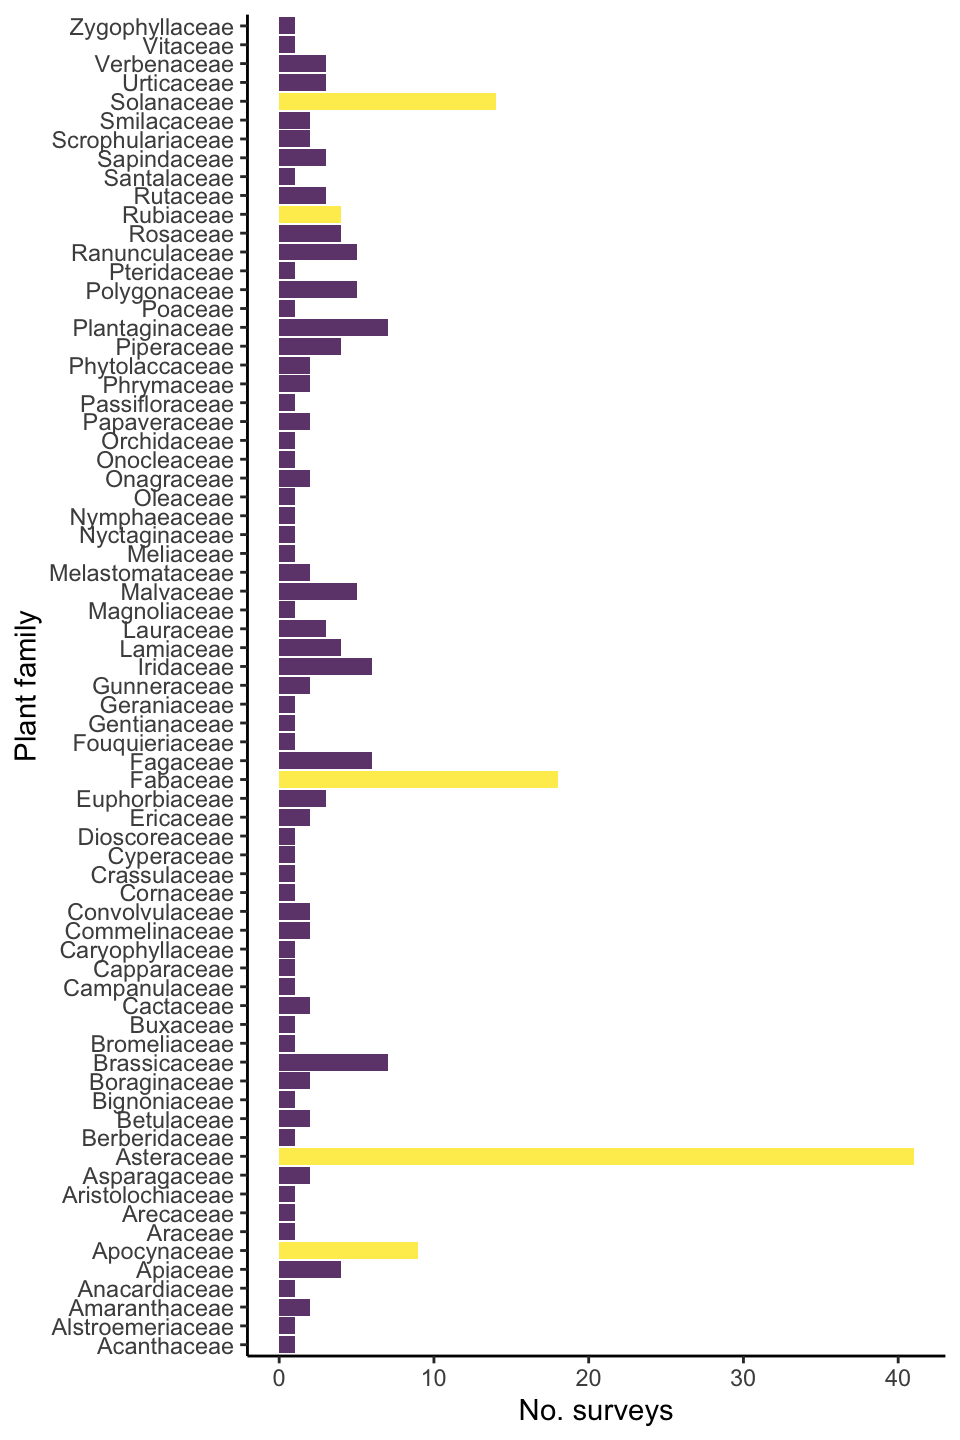 Zygophyllaceae
Vitaceae
Verbenaceae
Urticaceae
Solanaceae
Smilacaceae
Scrophulariaceae
Sapindaceae
Santalaceae
Rutaceae
Rubiaceae
Rosaceae
Ranunculaceae
Pteridaceae
Polygonaceae
Poaceae
Plantaginaceae
Piperaceae
Phytolaccaceae
Phrymaceae
Passifloraceae
Papaveraceae
Orchidaceae
Onocleaceae
Onagraceae
Oleaceae
Nymphaeaceae
Nyctaginaceae
Meliaceae
Melastomataceae
Malvaceae
Magnoliaceae
Lauraceae
Lamiaceae
Iridaceae
Gunneraceae
Geraniaceae
Gentianaceae
Fouquieriaceae
Fagaceae
Fabaceae
Euphorbiaceae
Ericaceae
Dioscoreaceae
Cyperaceae
Crassulaceae
Cornaceae
Convolvulaceae
Commelinaceae
Caryophyllaceae
Capparaceae
Campanulaceae
Cactaceae
Buxaceae
Bromeliaceae
Brassicaceae
Boraginaceae
Bignoniaceae
Betulaceae
Berberidaceae
Asteraceae
Asparagaceae
Aristolochiaceae
Arecaceae
Araceae
Apocynaceae
Apiaceae
Anacardiaceae
Amaranthaceae
Alstroemeriaceae
Acanthaceae
Plant family
0 10 20 30 40
No. surveys